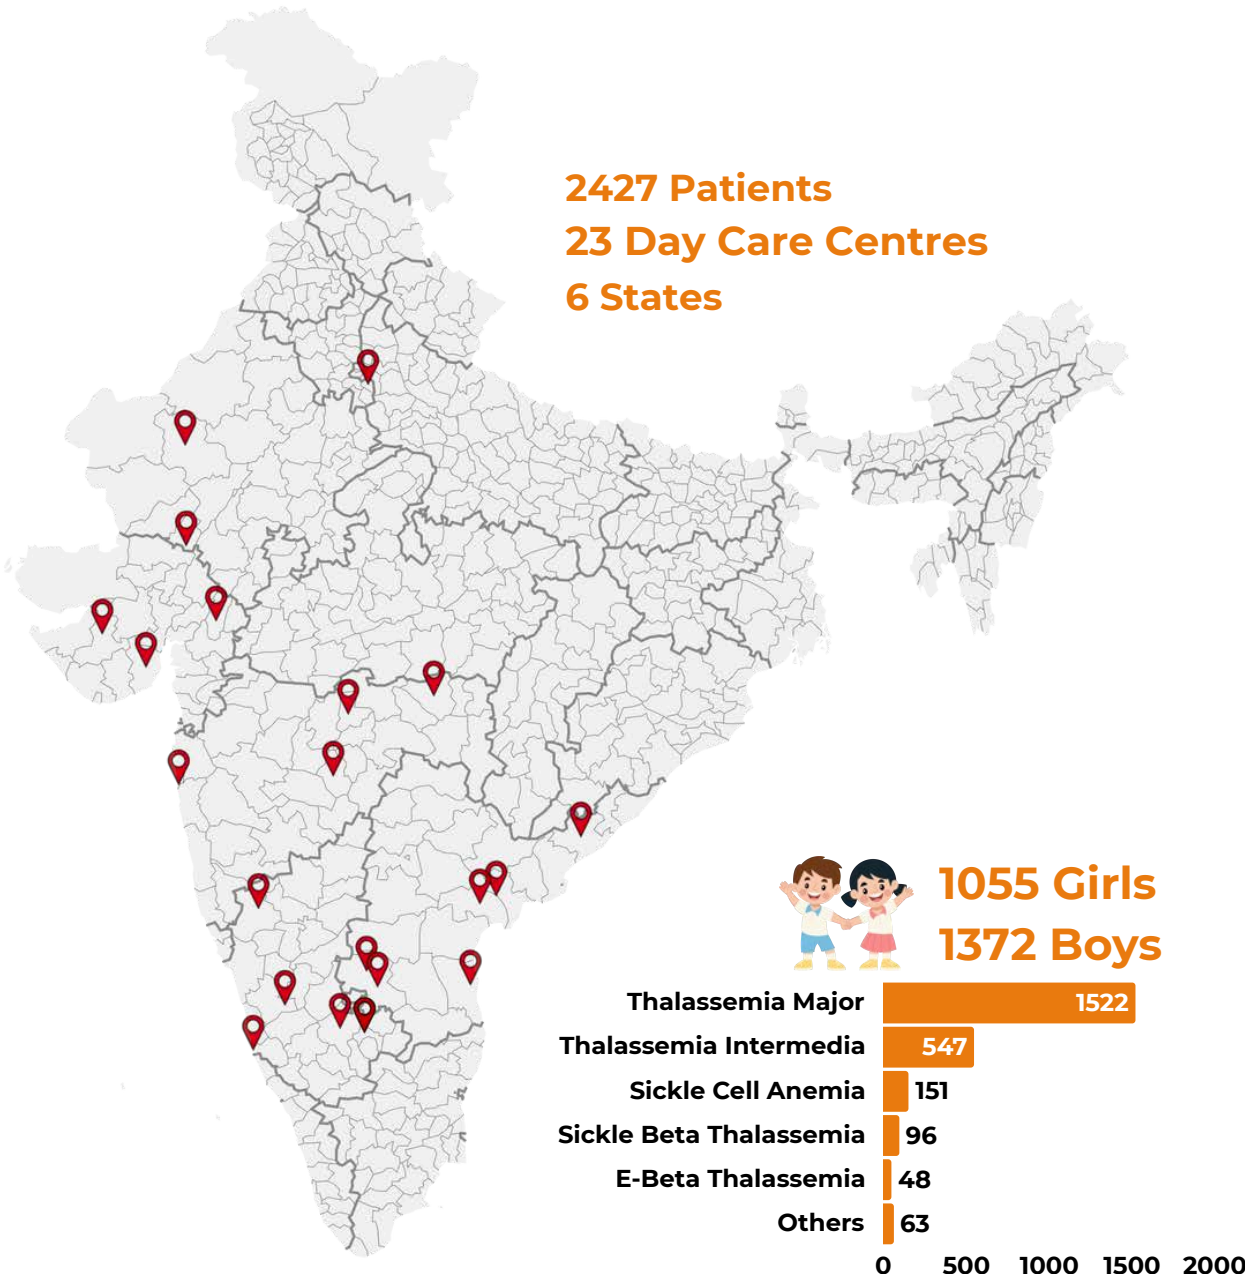 2427 Patients
23 Day Care Centres
6 States
1055 Girls
1372 Boys
Thalassemia Major 1522
Thalassemia Intermedia 547
Sickle Cell Anemia 151
Sickle Beta Thalassemia 96
E-Beta Thalassemia 48
Others 63
0 500 1000 1500 2000